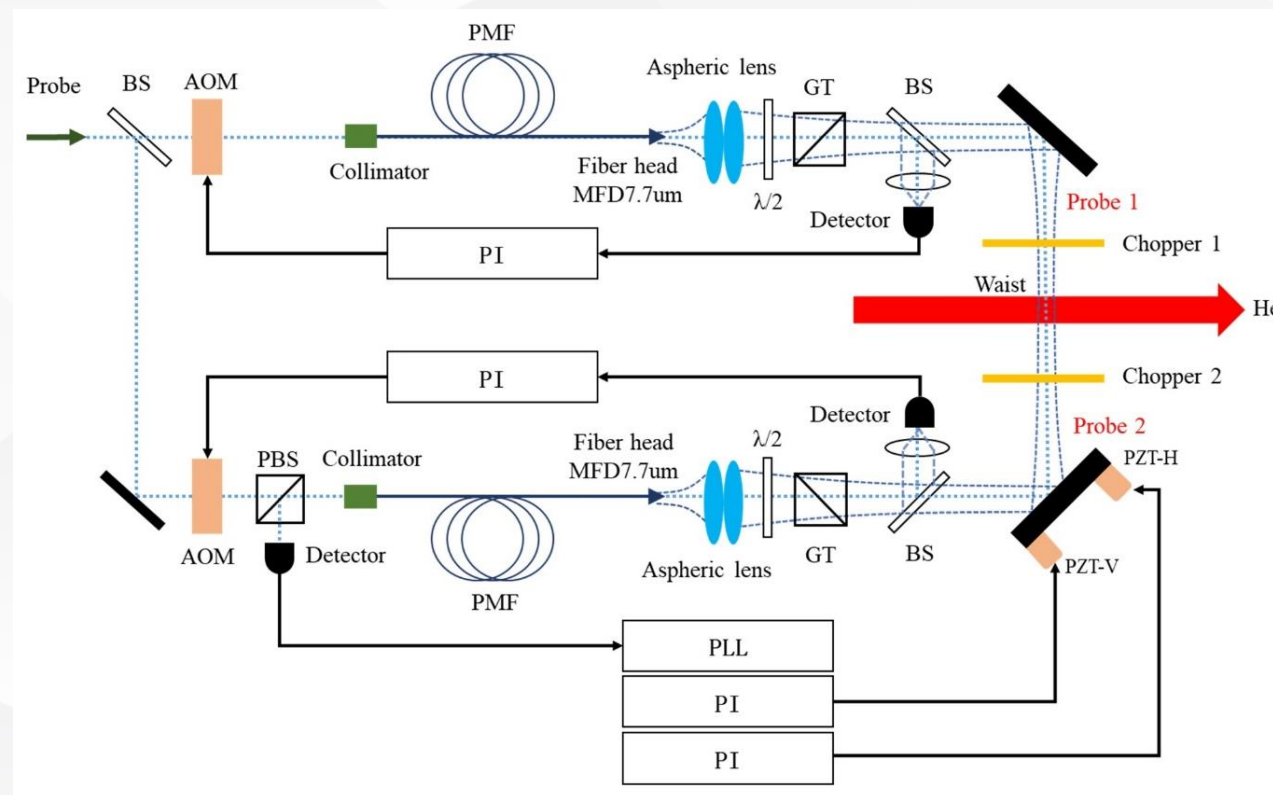 PMF
Probe
BS
AOM
Aspheric lens
GT
BS
Collimator
Fiber head
MFD7.7um
λ/2
Detector
Probe 1
PI
Chopper 1
Waist
He
PI
Chopper 2
Detector
Probe 2
PBS
Collimator
Fiber head
MFD7.7um
λ/2
PZT-H
AOM
Detector
Aspheric lens
GT
BS
PZT-V
PMF
PLL
PI
PI